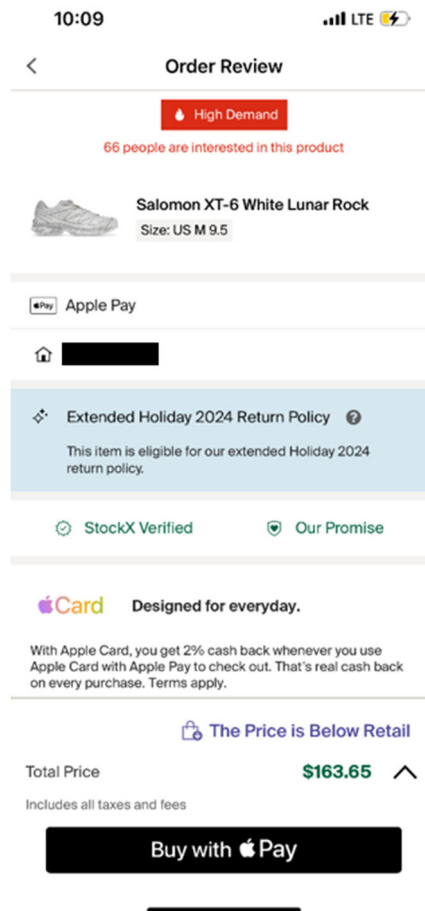 10:09 LTE
Order Review
High Demand
66 people are interested in this product
Salomon XT-6 White Lunar Rock
Size: US M 9.5
Pay Apple Pay
Extended Holiday 2024 Return Policy ?
This item is eligible for our extended Holiday 2024
return policy.
StockX Verified Our Promise
Card Designed for everyday.
With Apple Card, you get 2% cash back whenever you use
Apple Card with Apple Pay to check out. That's real cash back
on every purchase. Terms apply.
The Price is Below Retail
Total Price $163.65
Includes all taxes and fees
Buy with Pay